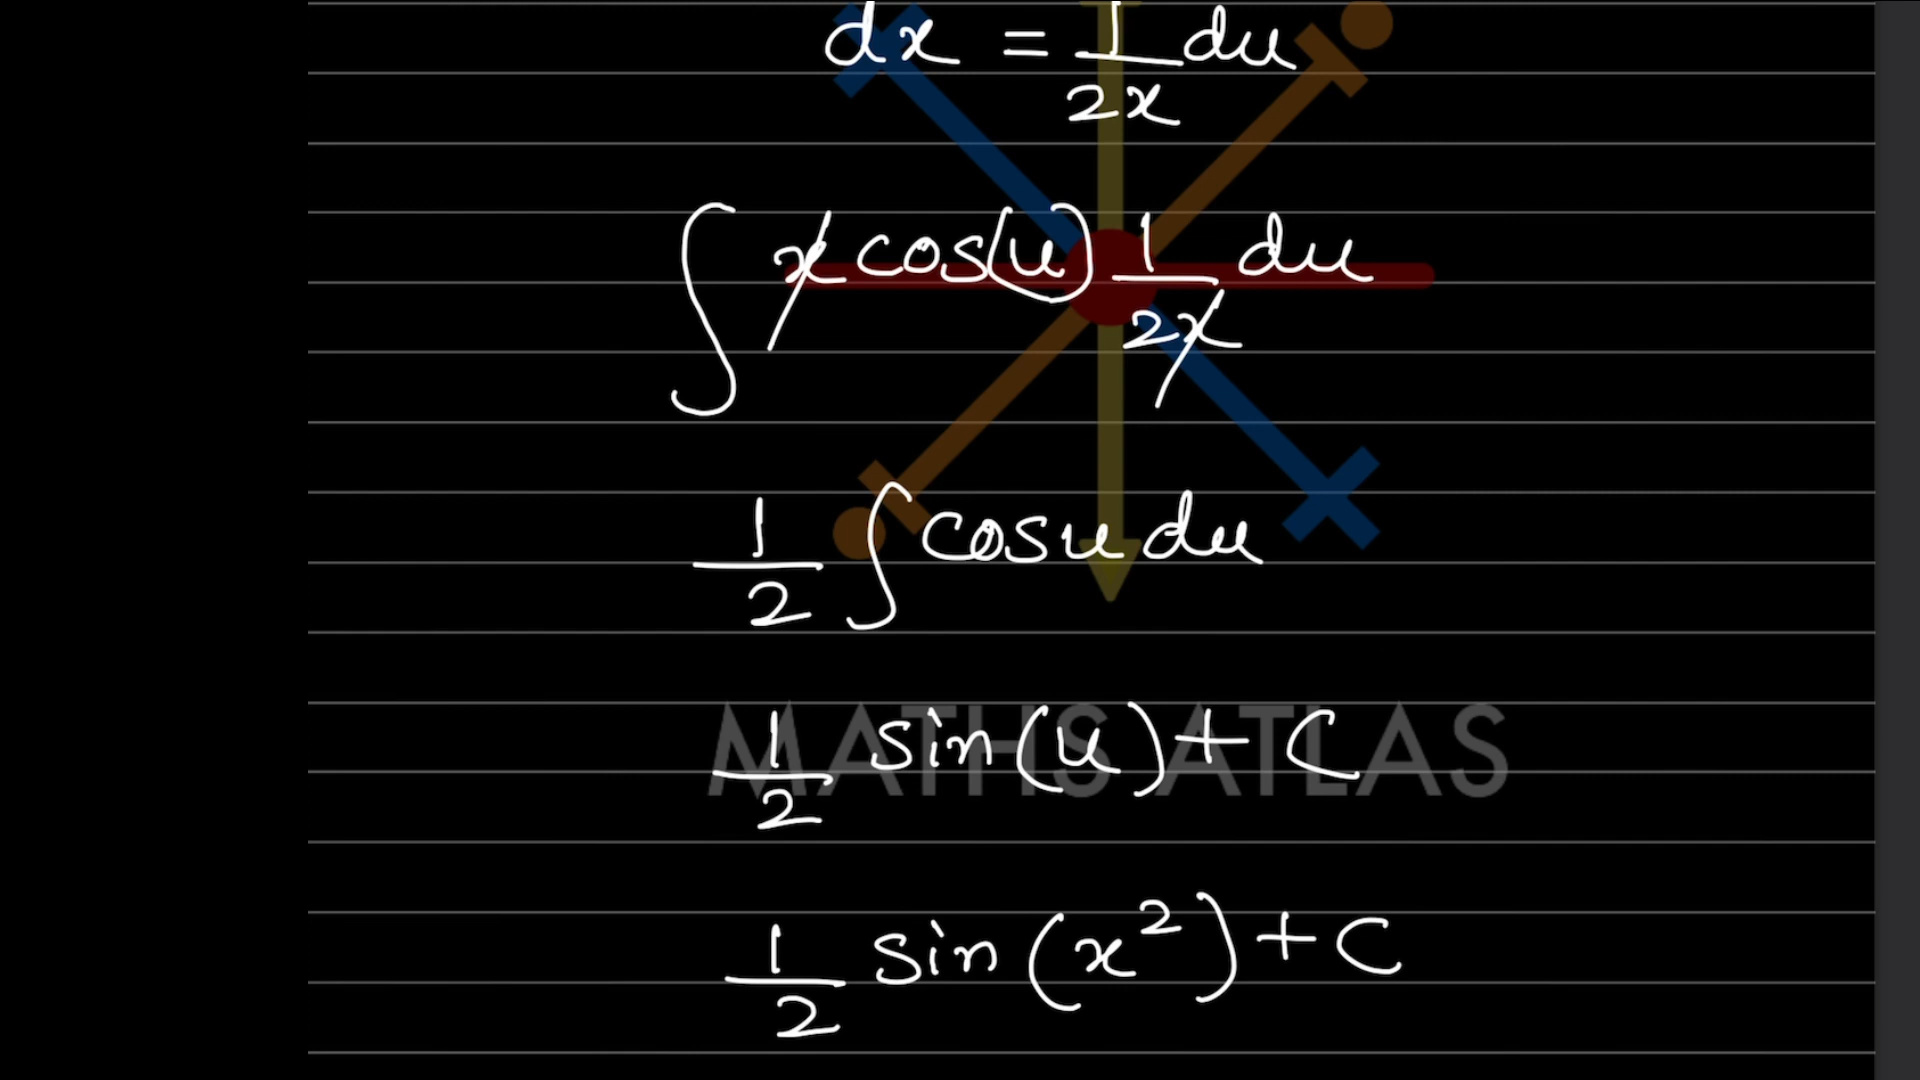 dx = 1/2x du
∫ x cos(u) 1/2x du
1/2 ∫ cos u du
MATHS ATLAS
1/2 sin(u) + C
1/2 sin(x²) + C